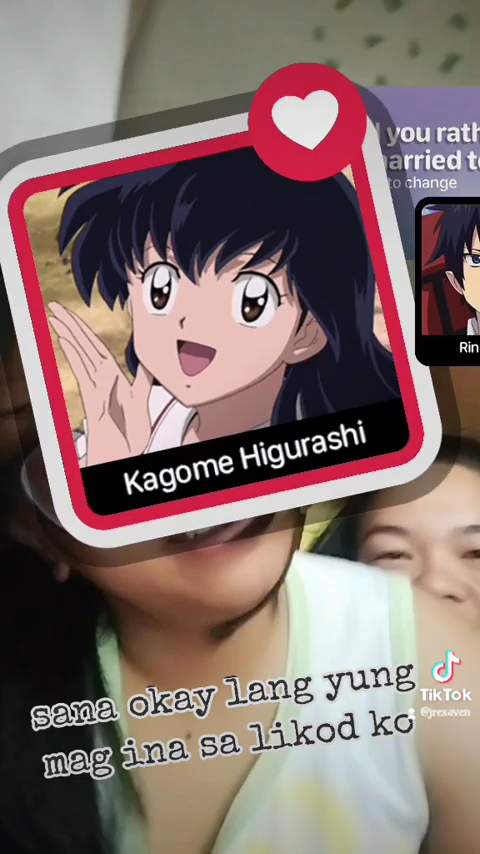 you rath
arried to
to change
Kagome Higurashi
Rin
sana okay lang yung
mag ina sa likod ko
TikTok
@jrexaven